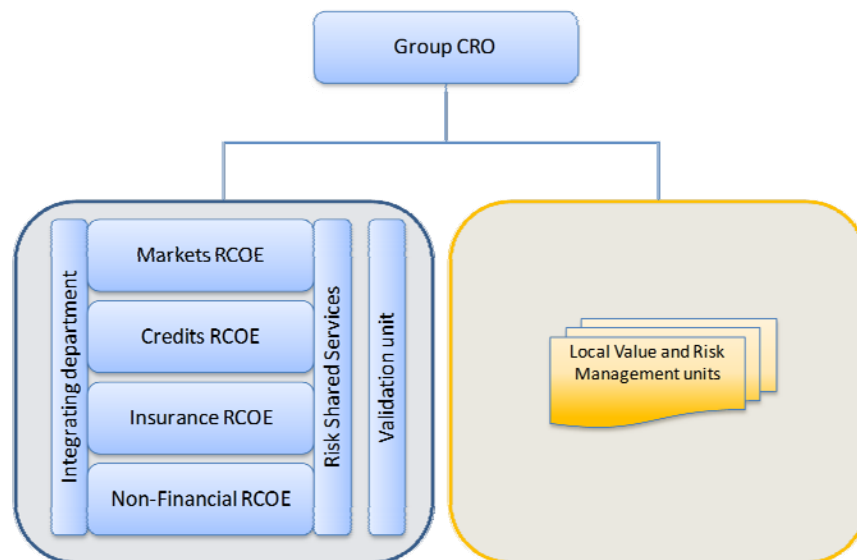 Group CRO
Integrating department
Markets RCOE
Credits RCOE
Insurance RCOE
Non-Financial RCOE
Risk Shared Services
Validation unit
Local Value and Risk
Management units